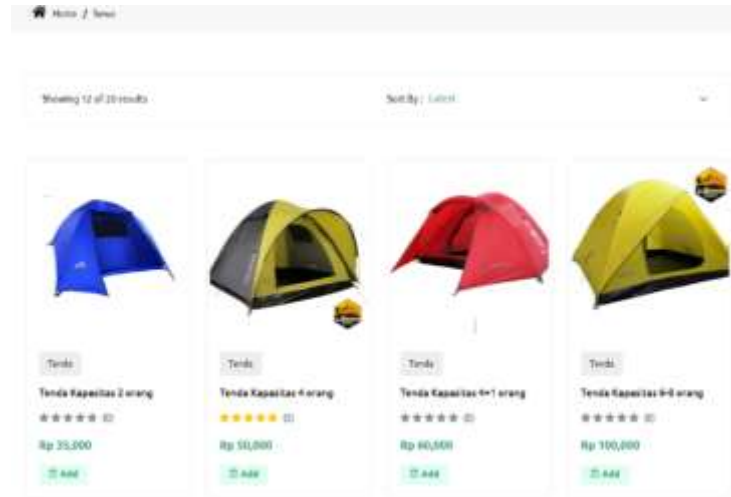 Home / Sewa
Showing 12 of 20 results
Sort By : Latest
Tenda
Tenda Kapasitas 2 orang
Rp 35,000
Add
Tenda
Tenda Kapasitas 4 orang
Rp 50,000
Add
Tenda
Tenda Kapasitas 4+1 orang
Rp 60,000
Add
Tenda
Tenda Kapasitas 6-8 orang
Rp 100,000
Add